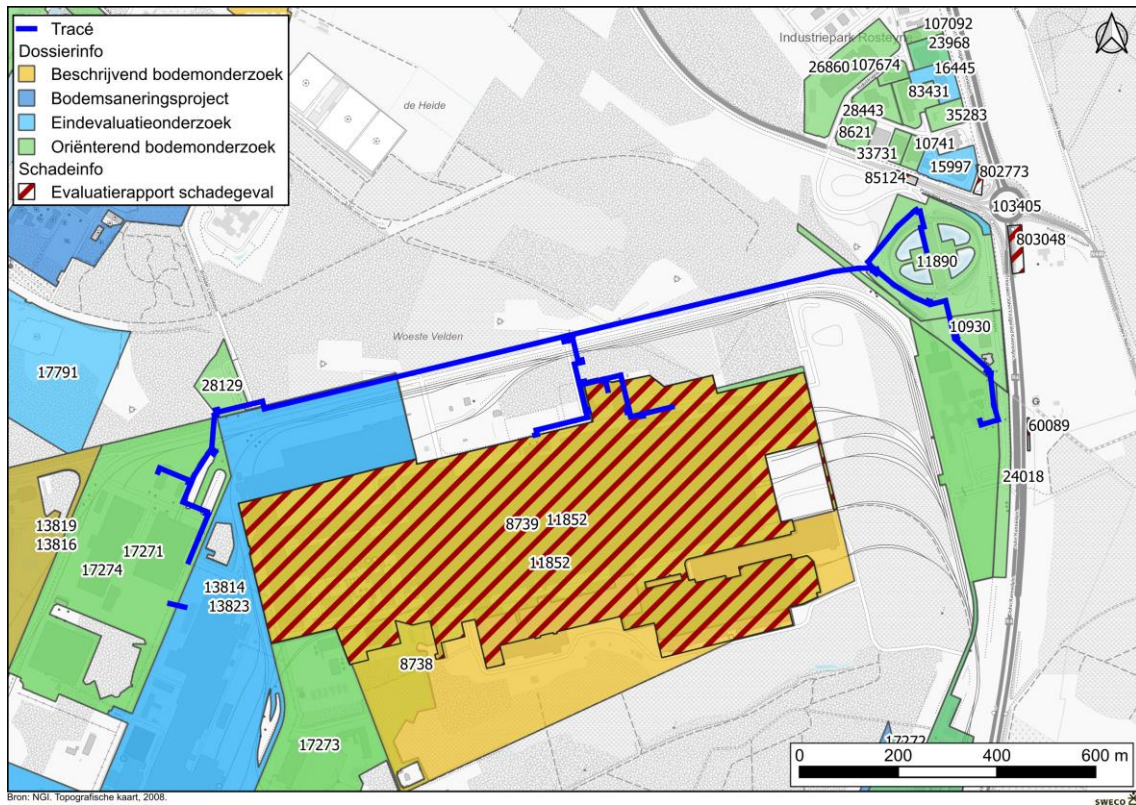 Tracé
Dossierinfo
Beschrijvend bodemonderzoek
Bodemsaneringsproject
Eindevaluatieonderzoek
Oriënterend bodemonderzoek
Schadeinfo
Evaluatierapport schadegeval
de Heide
Industriepark Rosteyne
107092
23968
26860
107674
16445
83431
28443
35283
8621
10741
33731
15997
85124
802773
103405
803048
11890
Woeste Velden
10930
17791
28129
G
60089
24018
13819
13816
17271
17274
8739
11852
11852
13814
13823
8738
17273
17272
0
200
400
600 m
Bron: NGI. Topografische kaart, 2008.
SWECO